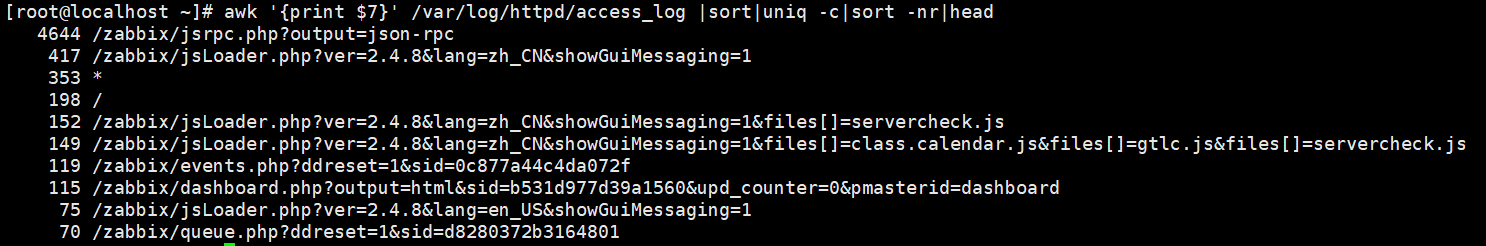 [root@localhost ~]# awk '{print $7}' /var/log/httpd/access_log |sort|uniq -c|sort -nr|head
4644 /zabbix/jsrpc.php?output=json-rpc
417 /zabbix/jsLoader.php?ver=2.4.8&lang=zh_CN&showGuiMessaging=1
353 *
198 /
152 /zabbix/jsLoader.php?ver=2.4.8&lang=zh_CN&showGuiMessaging=1&files[]=servercheck.js
149 /zabbix/jsLoader.php?ver=2.4.8&lang=zh_CN&showGuiMessaging=1&files[]=class.calendar.js&files[]=gtlc.js&files[]=servercheck.js
119 /zabbix/events.php?ddreset=1&sid=0c877a44c4da072f
115 /zabbix/dashboard.php?output=html&sid=b531d977d39a1560&upd_counter=0&pmasterid=dashboard
75 /zabbix/jsLoader.php?ver=2.4.8&lang=en_US&showGuiMessaging=1
70 /zabbix/queue.php?ddreset=1&sid=d8280372b3164801